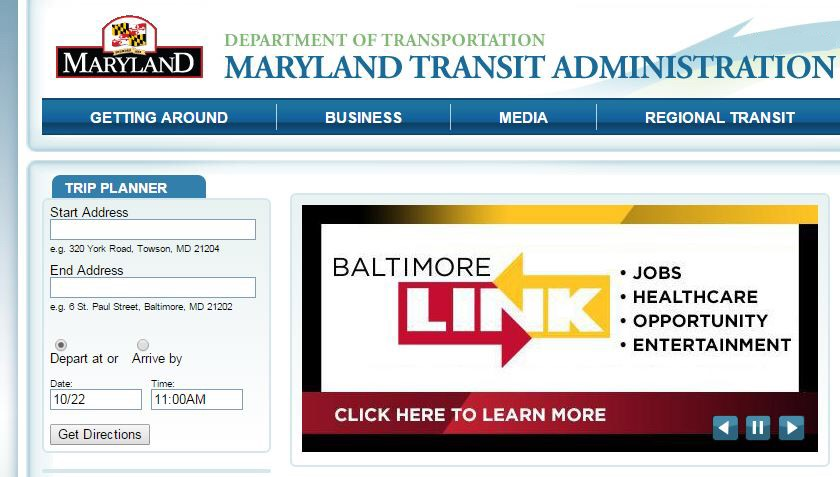 MARYLAND
DEPARTMENT OF TRANSPORTATION
MARYLAND TRANSIT ADMINISTRATION
GETTING AROUND
BUSINESS
MEDIA
REGIONAL TRANSIT
TRIP PLANNER
Start Address
e.g. 320 York Road, Towson, MD 21204
End Address
e.g. 6 St. Paul Street, Baltimore, MD 21202
Depart at or Arrive by
Date: Time:
10/22 11:00AM
Get Directions
BALTIMORE
LINK
• JOBS
• HEALTHCARE
• OPPORTUNITY
• ENTERTAINMENT
CLICK HERE TO LEARN MORE